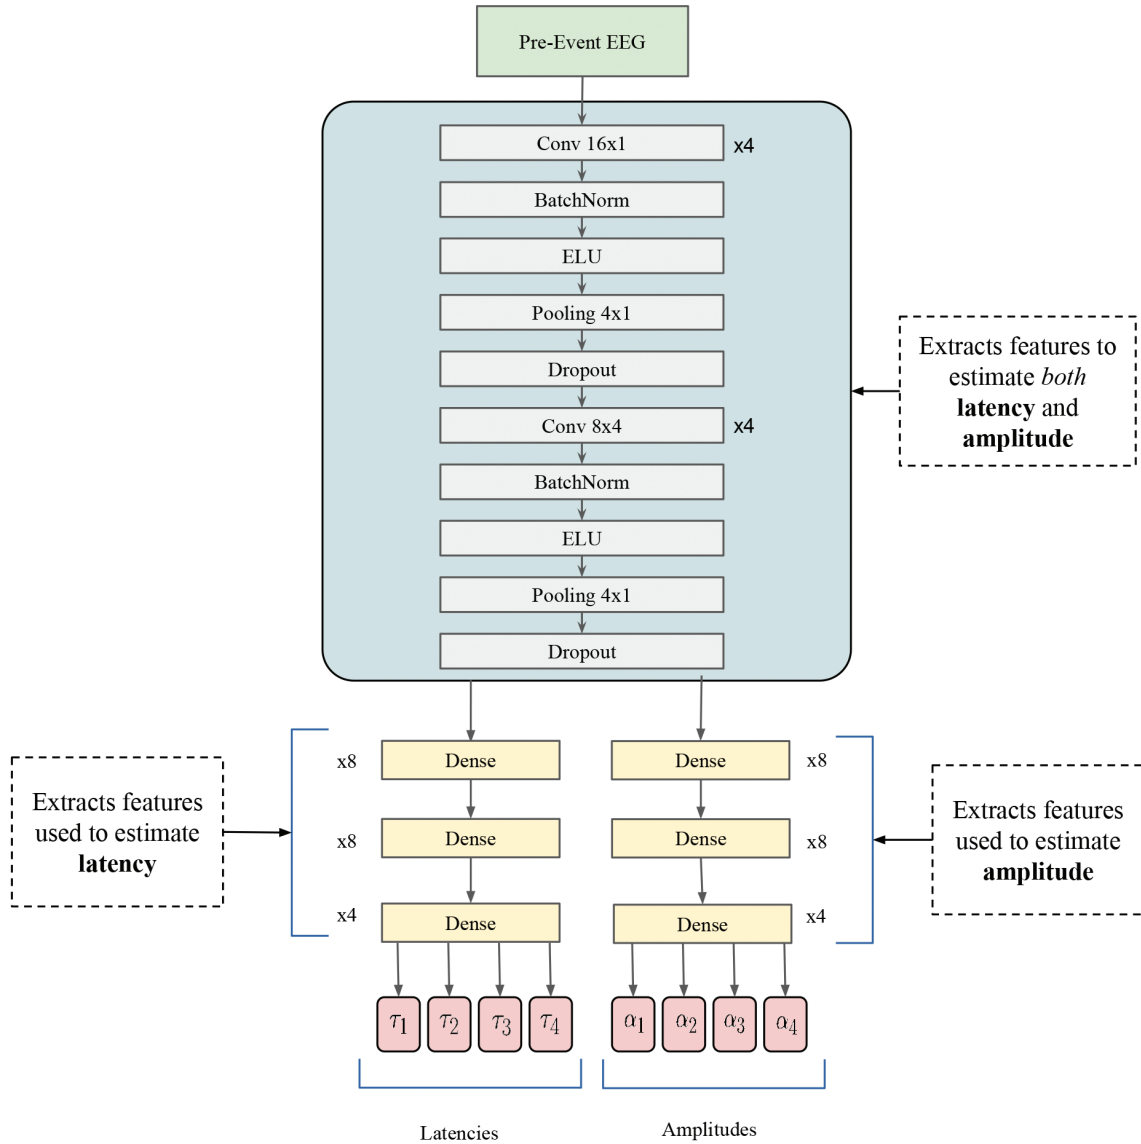 Pre-Event EEG
Conv 16x1
x4
BatchNorm
ELU
Pooling 4x1
Dropout
Conv 8x4
x4
BatchNorm
ELU
Pooling 4x1
Dropout
Extracts features to
estimate both
latency and
amplitude
Extracts features
used to estimate
latency
x8
Dense
x8
Dense
x4
Dense
τ1
τ2
τ3
τ4
Latencies
Dense
x8
Dense
x8
Dense
x4
α1
α2
α3
α4
Amplitudes
Extracts features
used to estimate
amplitude